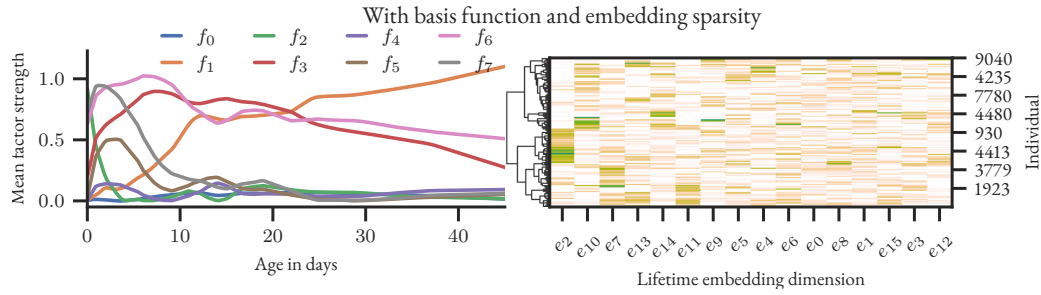 With basis function and embedding sparsity
f0 f2 f4 f6
f1 f3 f5 f7
Mean factor strength
1.0
0.5
0.0
0 10 20 30 40
Age in days
9040
4235
7780
4480
930
4413
3779
1923
Individual
e2 e10 e7 e13 e14 e11 e9 e5 e4 e6 e0 e8 e1 e15 e3 e12
Lifetime embedding dimension